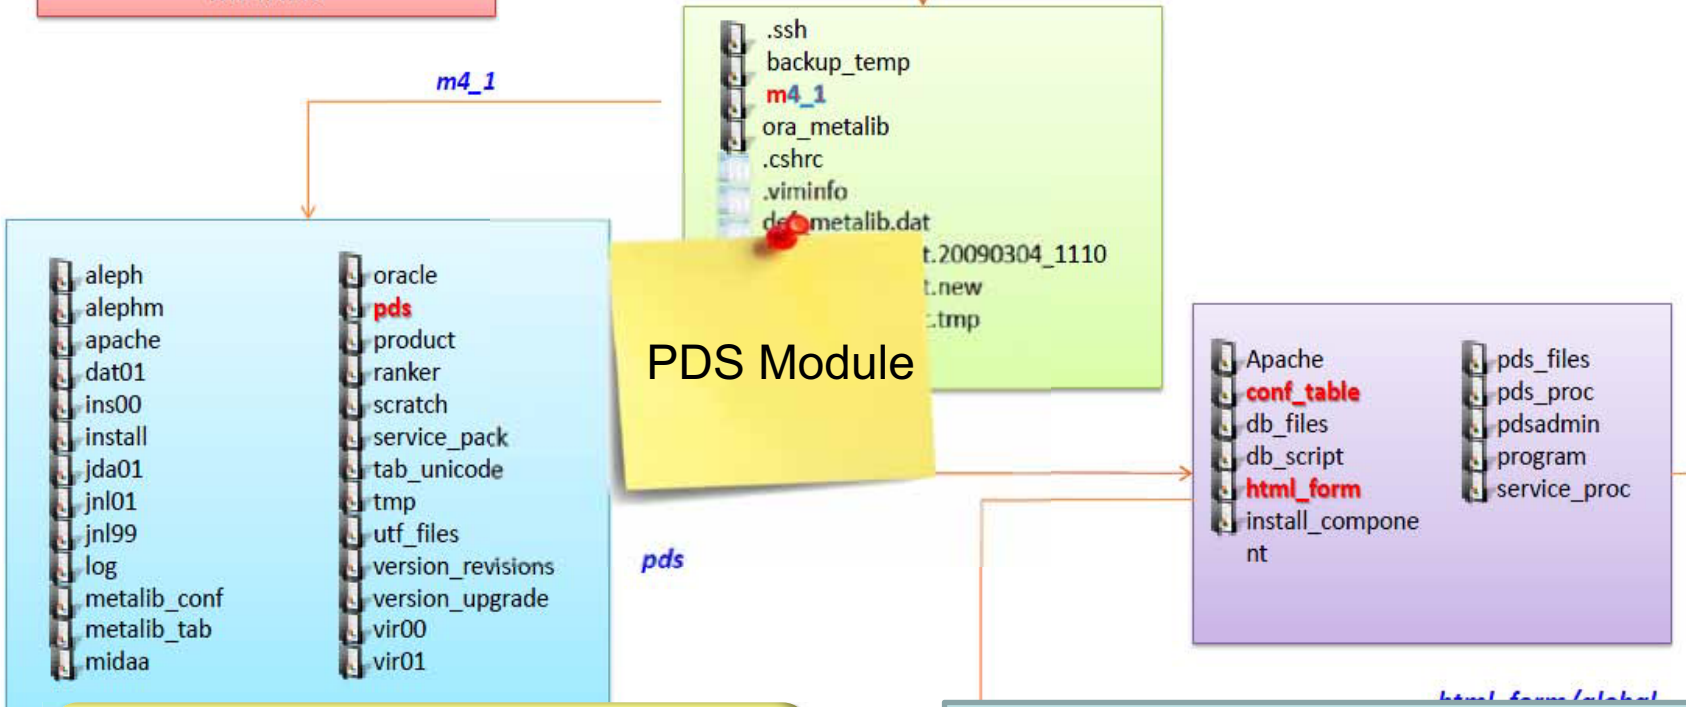 .ssh
backup_temp
m4_1
m4_1
ora_metalib
.cshrc
.viminfo
metalib.dat
t.20090304_1110
t.new
.tmp
aleph
alephm
apache
dat01
ins00
install
jda01
jnl01
jnl99
log
metalib_conf
metalib_tab
midaa
oracle
pds
product
ranker
scratch
service_pack
tab_unicode
tmp
utf_files
version_revisions
version_upgrade
vir00
vir01
PDS Module
pds
Apache
conf_table
db_files
db_script
html_form
install_compone
nt
pds_files
pds_proc
pdsadmin
program
service_proc
html_form/global